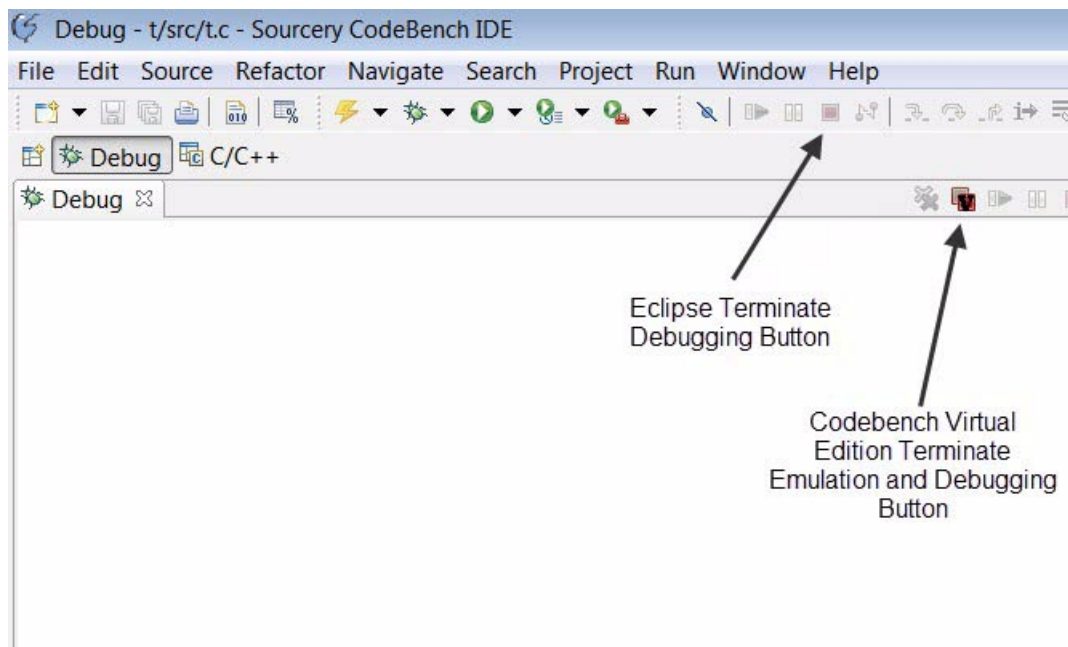 Debug - t/src/t.c - Sourcery CodeBench IDE
File Edit Source Refactor Navigate Search Project Run Window Help
Debug C/C++
Debug
Eclipse Terminate
Debugging Button
Codebench Virtual
Edition Terminate
Emulation and Debugging
Button